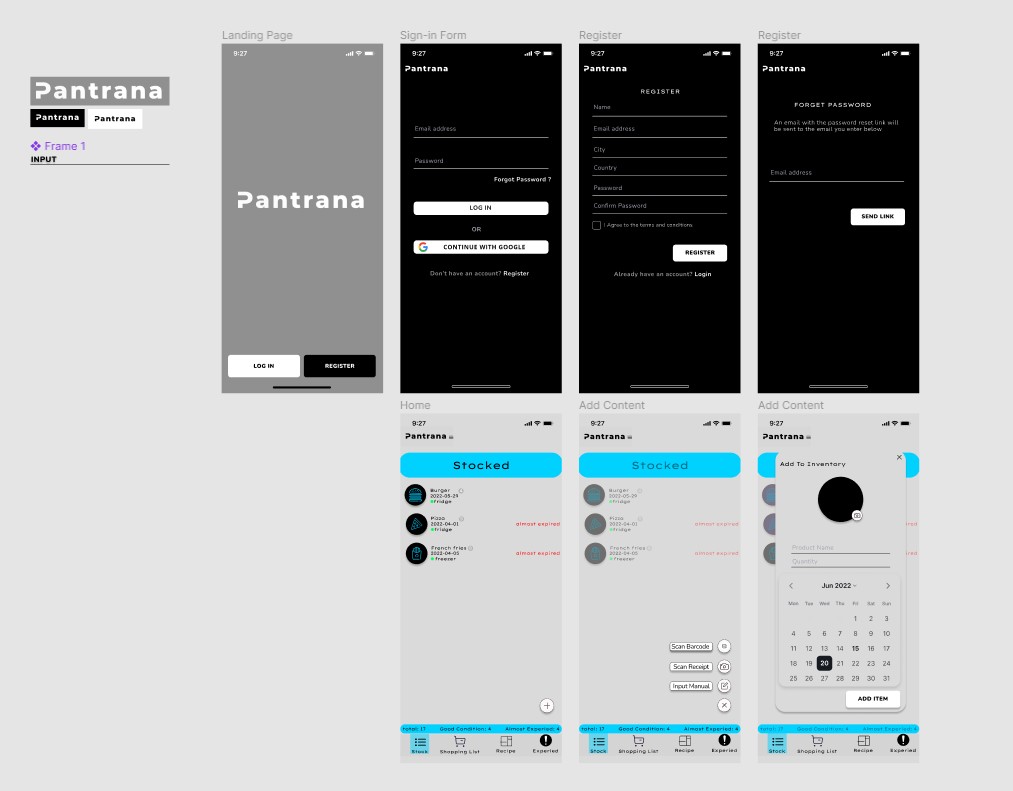 Pantrana
Pantrana
Pantrana
Frame 1
INPUT
Landing Page
9:27
Pantrana
LOG IN
REGISTER
Sign-in Form
9:27
Pantrana
Email address
Password
Forgot Password ?
LOG IN
OR
CONTINUE WITH GOOGLE
Don't have an account? Register
Register
9:27
Pantrana
REGISTER
Name
Email address
City
Country
Password
Confirm Password
I Agree to the terms and conditions
REGISTER
Already have an account? Login
Register
9:27
Pantrana
FORGET PASSWORD
An email with the password reset link will
be sent to the email you enter below
Email address
SEND LINK
Home
9:27
Pantrana
Stocked
Burger
2022-05-29
fridge
Pizza
2022-04-01
fridge
almost expired
French fries
2022-04-05
freezer
almost expired
total: 17 Good Condition: 4 Almost Experied: 4
Stock Shopping List Recipe Experied
Add Content
9:27
Pantrana
Stocked
Burger
2022-05-29
fridge
Pizza
2022-04-01
fridge
almost expired
French fries
2022-04-05
freezer
almost expired
Scan Barcode
Scan Receipt
Input Manual
total: 17 Good Condition: 4 Almost Experied: 4
Stock Shopping List Recipe Experied
Add Content
9:27
Pantrana
Add To Inventory
Product Name
Quantity
Jun 2022
Mon Tue Wed Thu Fri Sat Sun
1 2 3
4 5 6 7 8 9 10
11 12 13 14 15 16 17
18 19 20 21 22 23 24
25 26 27 28 29 30 31
ADD ITEM
total: 17 Good Condition: 4 Almost Experied: 4
Stock Shopping List Recipe Experied